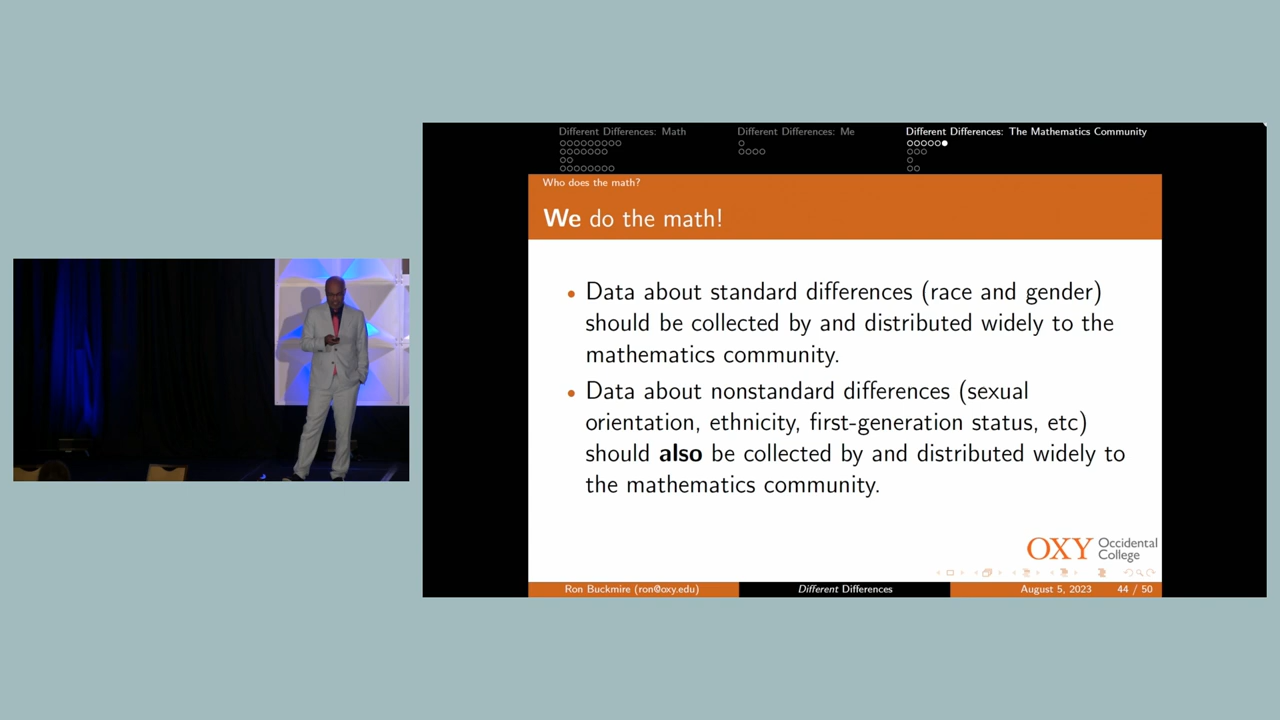 Different Differences: Math
Different Differences: Me
Different Differences: The Mathematics Community
Who does the math?
We do the math!
• Data about standard differences (race and gender)
should be collected by and distributed widely to the
mathematics community.
• Data about nonstandard differences (sexual
orientation, ethnicity, first-generation status, etc)
should also be collected by and distributed widely to
the mathematics community.
OXY Occidental
College
Ron Buckmire (ron@oxy.edu)
Different Differences
August 5, 2023
44 / 50